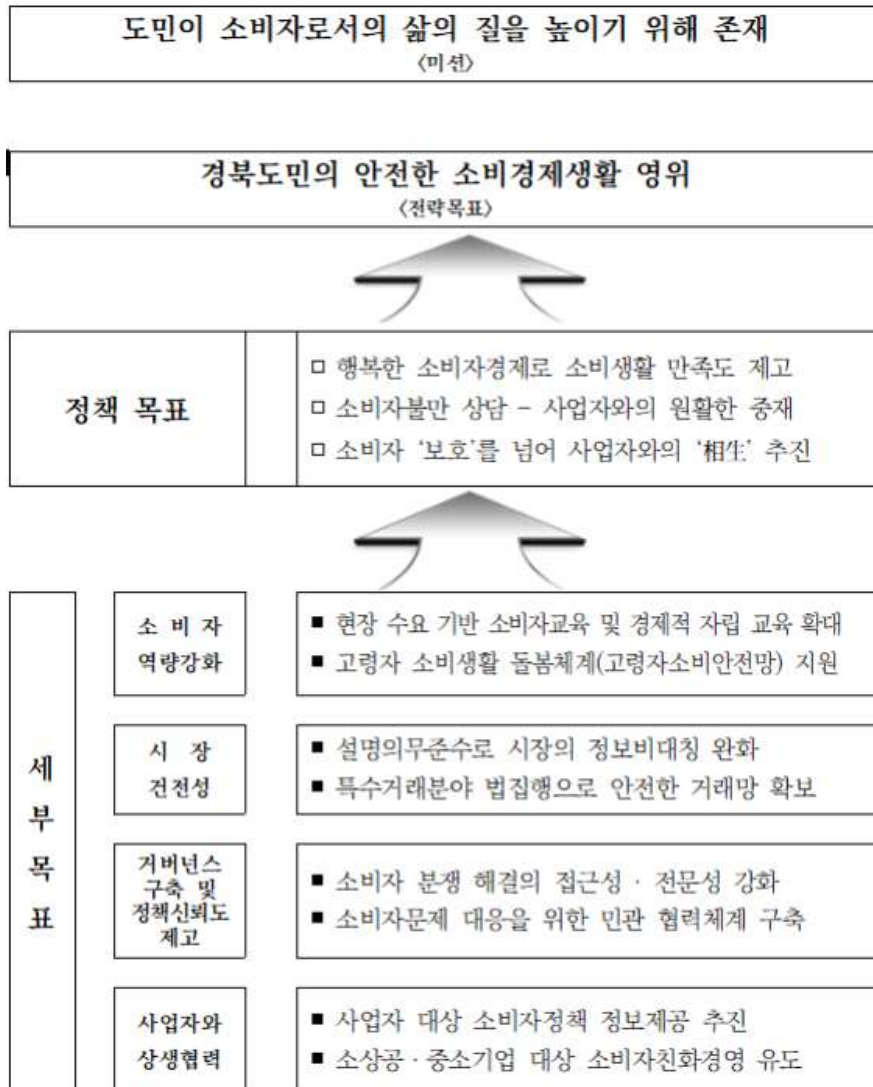 도민이 소비자로서의 삶의 질을 높이기 위해 존재
〈미션〉
경북도민의 안전한 소비경제생활 영위
〈전략목표〉
정책 목표
□ 행복한 소비자경제로 소비생활 만족도 제고
□ 소비자불만 상담 – 사업자와의 원활한 중재
□ 소비자 ‘보호’를 넘어 사업자와의 ‘相生’ 추진
세
부
목
표
소 비 자
역량강화
■ 현장 수요 기반 소비자교육 및 경제적 자립 교육 확대
■ 고령자 소비생활 돌봄체계(고령자소비안전망) 지원
시 장
건전성
■ 설명의무준수로 시장의 정보비대칭 완화
■ 특수거래분야 법집행으로 안전한 거래망 확보
거버넌스
구축 및
정책신뢰도
제고
■ 소비자 분쟁 해결의 접근성 · 전문성 강화
■ 소비자문제 대응을 위한 민관 협력체계 구축
사업자와
상생협력
■ 사업자 대상 소비자정책 정보제공 추진
■ 소상공 · 중소기업 대상 소비자친화경영 유도